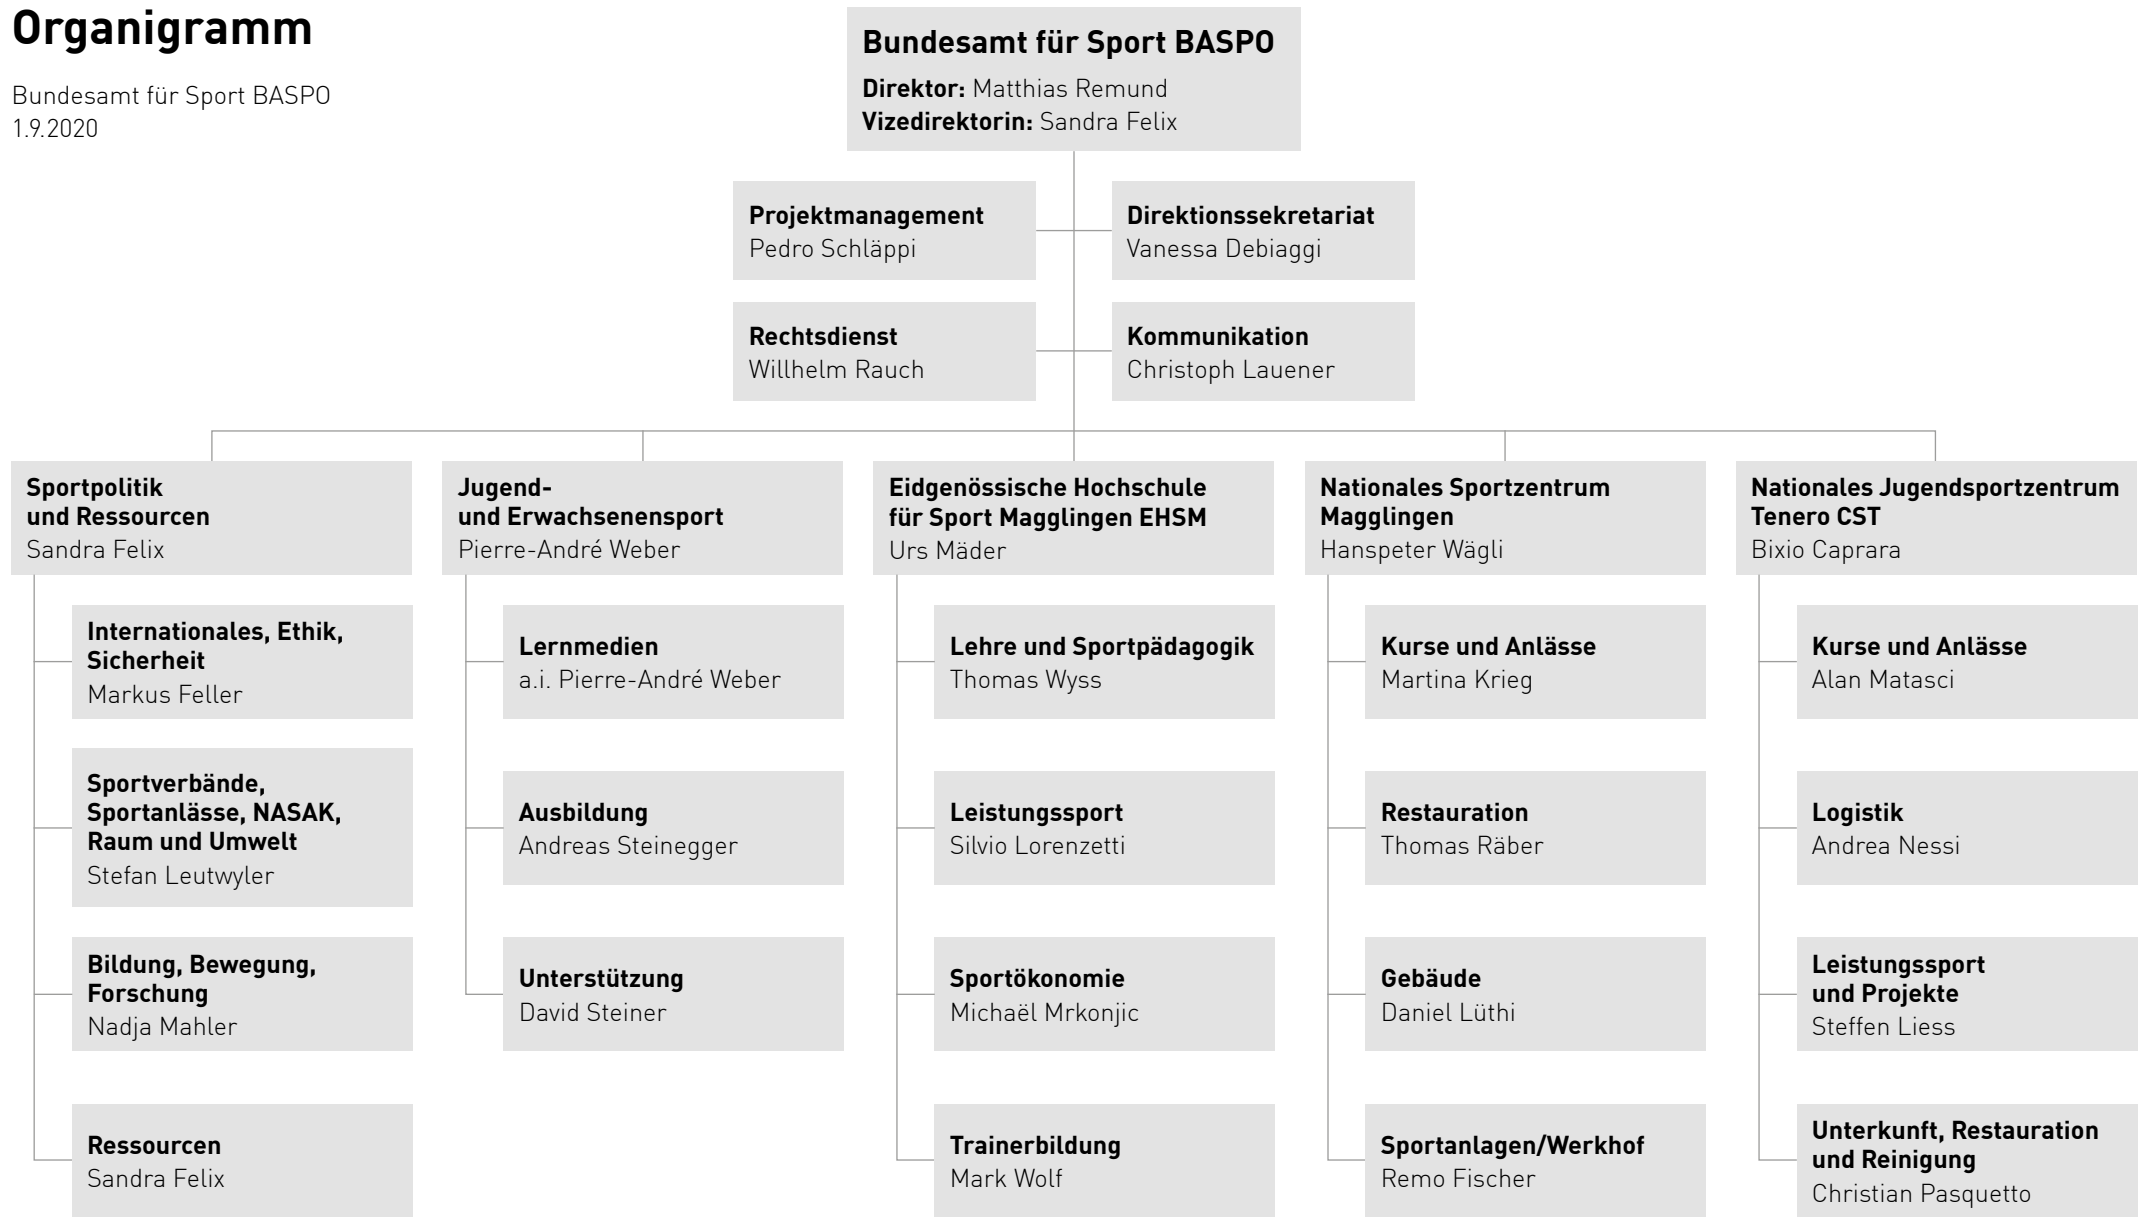 Organigramm
Bundesamt für Sport BASPO
1.9.2020
Bundesamt für Sport BASPO
Direktor: Matthias Remund
Vizedirektorin: Sandra Felix
Projektmanagement
Pedro Schläppi
Direktionssekretariat
Vanessa Debiaggi
Rechtsdienst
Willhelm Rauch
Kommunikation
Christoph Lauener
Sportpolitik
und Ressourcen
Sandra Felix
Internationales, Ethik,
Sicherheit
Markus Feller
Sportverbände,
Sportanlässe, NASAK,
Raum und Umwelt
Stefan Leutwyler
Bildung, Bewegung,
Forschung
Nadja Mahler
Ressourcen
Sandra Felix
Jugend-
und Erwachsenensport
Pierre-André Weber
Lernmedien
a.i. Pierre-André Weber
Ausbildung
Andreas Steinegger
Unterstützung
David Steiner
Eidgenössische Hochschule
für Sport Magglingen EHSM
Urs Mäder
Lehre und Sportpädagogik
Thomas Wyss
Leistungssport
Silvio Lorenzetti
Sportökonomie
Michaël Mrkonjic
Trainerbildung
Mark Wolf
Nationales Sportzentrum
Magglingen
Hanspeter Wägli
Kurse und Anlässe
Martina Krieg
Restauration
Thomas Räber
Gebäude
Daniel Lüthi
Sportanlagen/Werkhof
Remo Fischer
Nationales Jugendsportzentrum
Tenero CST
Bixio Caprara
Kurse und Anlässe
Alan Matasci
Logistik
Andrea Nessi
Leistungssport
und Projekte
Steffen Liess
Unterkunft, Restauration
und Reinigung
Christian Pasquetto